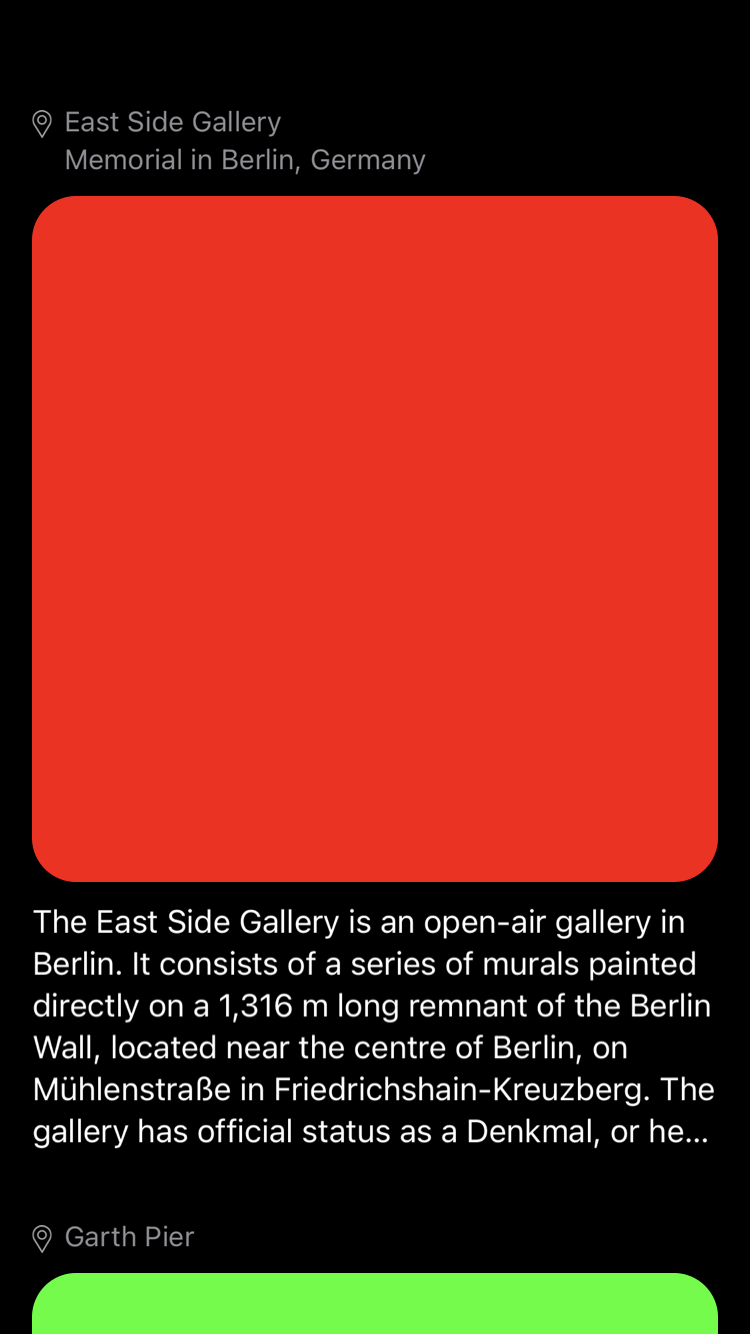 East Side Gallery
Memorial in Berlin, Germany
The East Side Gallery is an open-air gallery in
Berlin. It consists of a series of murals painted
directly on a 1,316 m long remnant of the Berlin
Wall, located near the centre of Berlin, on
Mühlenstraße in Friedrichshain-Kreuzberg. The
gallery has official status as a Denkmal, or he...
Garth Pier